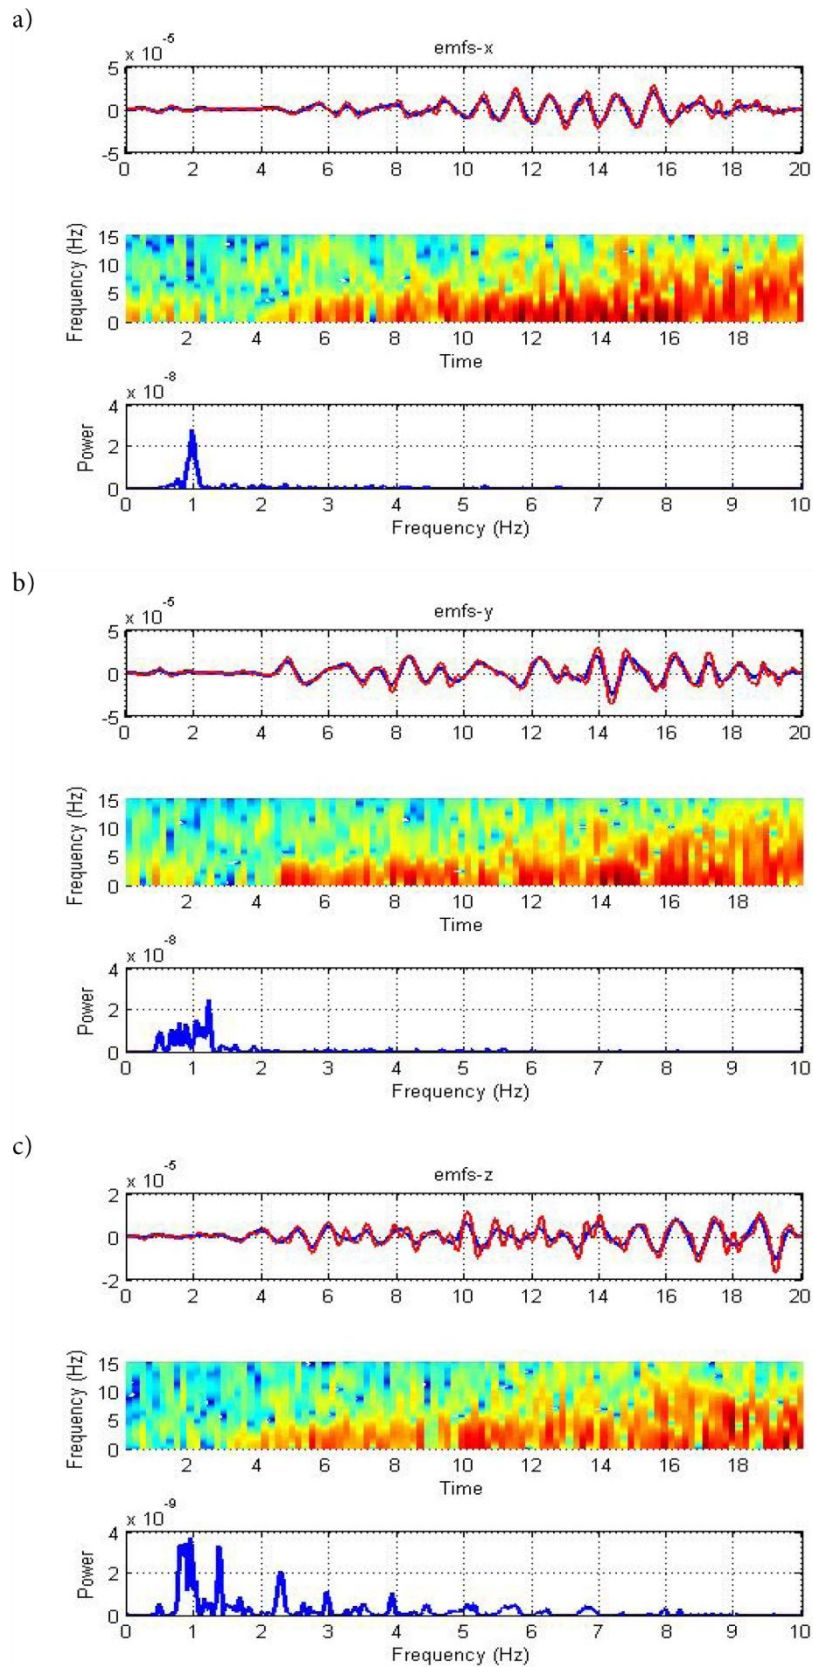 a)
x 10^-5
emfs-x
5
0
-5
0 2 4 6 8 10 12 14 16 18 20
Frequency (Hz)
15
10
5
0
2 4 6 8 10 12 14 16 18
Time
x 10^-8
Power
4
2
0
0 1 2 3 4 5 6 7 8 9 10
Frequency (Hz)
b)
x 10^-5
emfs-y
5
0
-5
0 2 4 6 8 10 12 14 16 18 20
Frequency (Hz)
15
10
5
0
2 4 6 8 10 12 14 16 18
Time
x 10^-8
Power
4
2
0
0 1 2 3 4 5 6 7 8 9 10
Frequency (Hz)
c)
x 10^-5
emfs-z
2
0
-2
0 2 4 6 8 10 12 14 16 18 20
Frequency (Hz)
15
10
5
0
2 4 6 8 10 12 14 16 18
Time
x 10^-9
Power
4
2
0
0 1 2 3 4 5 6 7 8 9 10
Frequency (Hz)